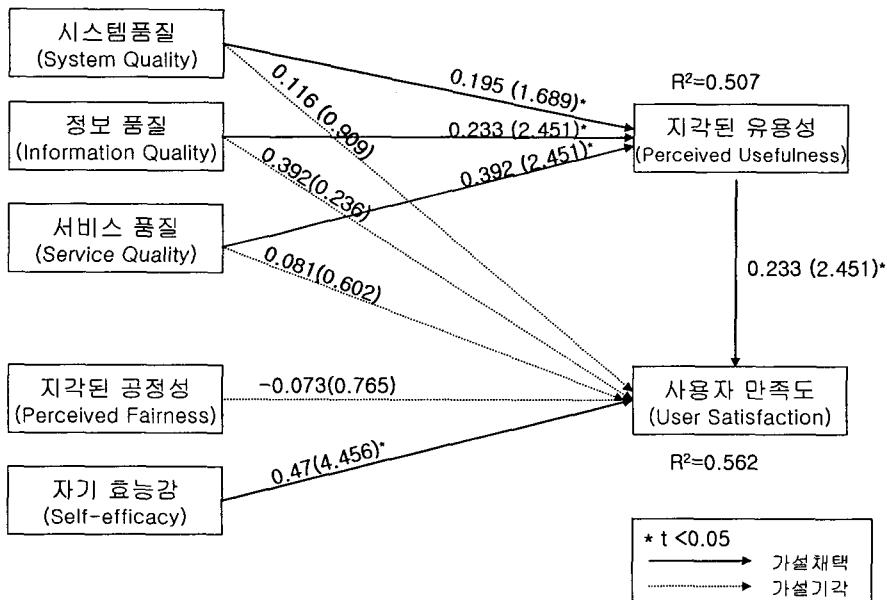 시스템품질
(System Quality)
0.195 (1.689)*
R²=0.507
0.116 (0.909)
정보 품질
(Information Quality)
0.233 (2.451)*
지각된 유용성
(Perceived Usefulness)
0.392(0.236)
0.392 (2.451)*
서비스 품질
(Service Quality)
0.081(0.602)
0.233 (2.451)*
지각된 공정성
(Perceived Fairness)
-0.073(0.765)
사용자 만족도
(User Satisfaction)
0.47(4.456)*
R²=0.562
자기 효능감
(Self-efficacy)
* t <0.05
가설채택
가설기각